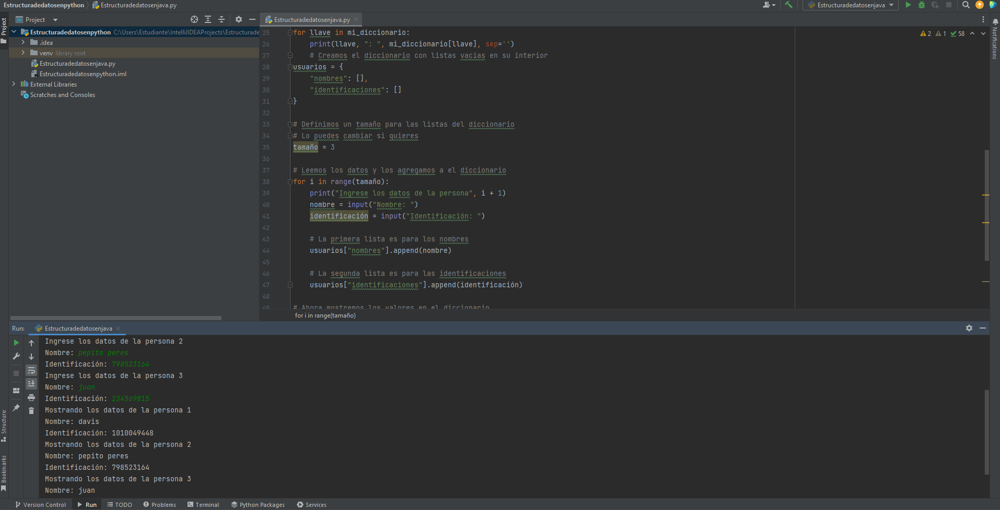 Estructuradedatosenpython
Estructuradedatosenjava.py
Estructuradedatosenjava
Project
Project
Estructuradedatosenjava.py
Notifications
Estructuradedatosenpython C:\Users\Estudiante\IntelliJIDEAProjects\Estructurade
.idea
venv library root
Estructuradedatosenjava.py
Estructuradedatosenpython.iml
External Libraries
Scratches and Consoles
2 1 58
25 for llave in mi_diccionario:
26 print(llave, ": ", mi_diccionario[llave], sep='')
27 # Creamos el diccionario con listas vacias en su interior
28 usuarios = {
29 "nombres": [],
30 "identificaciones": []
31 }
32
33 # Definimos un tamaño para las listas del diccionario
34 # Lo puedes cambiar si quieres
35 tamaño = 3
36
37 # Leemos los datos y los agregamos a el diccionario
38 for i in range(tamaño):
39 print("Ingrese los datos de la persona", i + 1)
40 nombre = input("Nombre: ")
41 identificación = input("Identificación: ")
42
43 # La primera lista es para los nombres
44 usuarios["nombres"].append(nombre)
45
46 # La segunda lista es para las identificaciones
47 usuarios["identificaciones"].append(identificación)
48
49 # Ahora mostremos los valores en el diccionario
for i in range(tamaño)
Run: Estructuradedatosenjava
Ingrese los datos de la persona 2
Nombre: pepito peres
Identificación: 798523164
Ingrese los datos de la persona 3
Nombre: juan
Identificación: 234569815
Mostrando los datos de la persona 1
Nombre: davis
Identificación: 1010049448
Mostrando los datos de la persona 2
Nombre: pepito peres
Identificación: 798523164
Mostrando los datos de la persona 3
Nombre: juan
Structure
Bookmarks
Version Control Run TODO Problems Terminal Python Packages Services